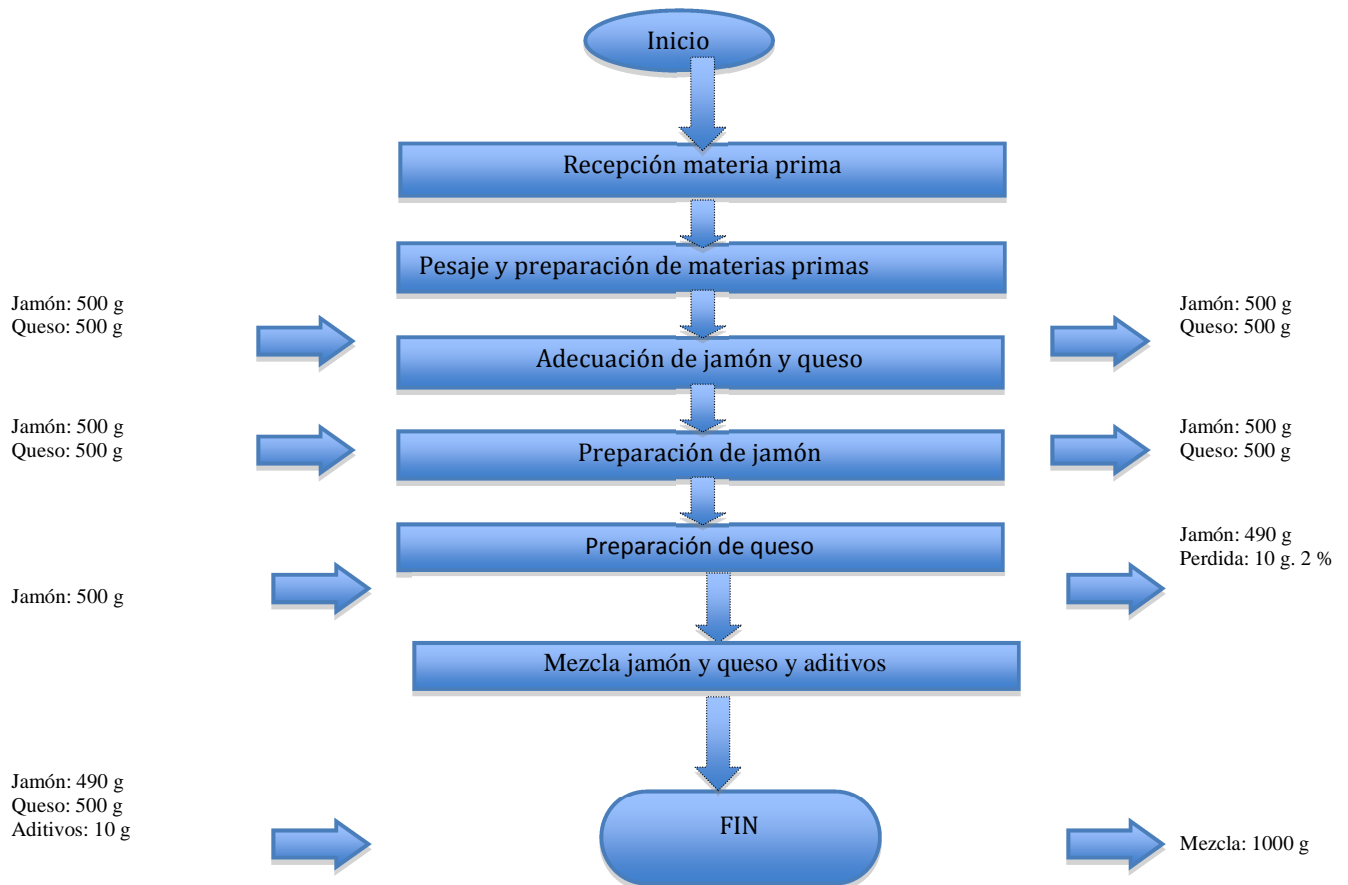 Inicio
Recepción materia prima
Pesaje y preparación de materias primas
Jamón: 500 g
Queso: 500 g
Jamón: 500 g
Queso: 500 g
Adecuación de jamón y queso
Jamón: 500 g
Queso: 500 g
Jamón: 500 g
Queso: 500 g
Preparación de jamón
Preparación de queso
Jamón: 490 g
Perdida: 10 g. 2 %
Jamón: 500 g
Mezcla jamón y queso y aditivos
Jamón: 490 g
Queso: 500 g
Aditivos: 10 g
FIN
Mezcla: 1000 g